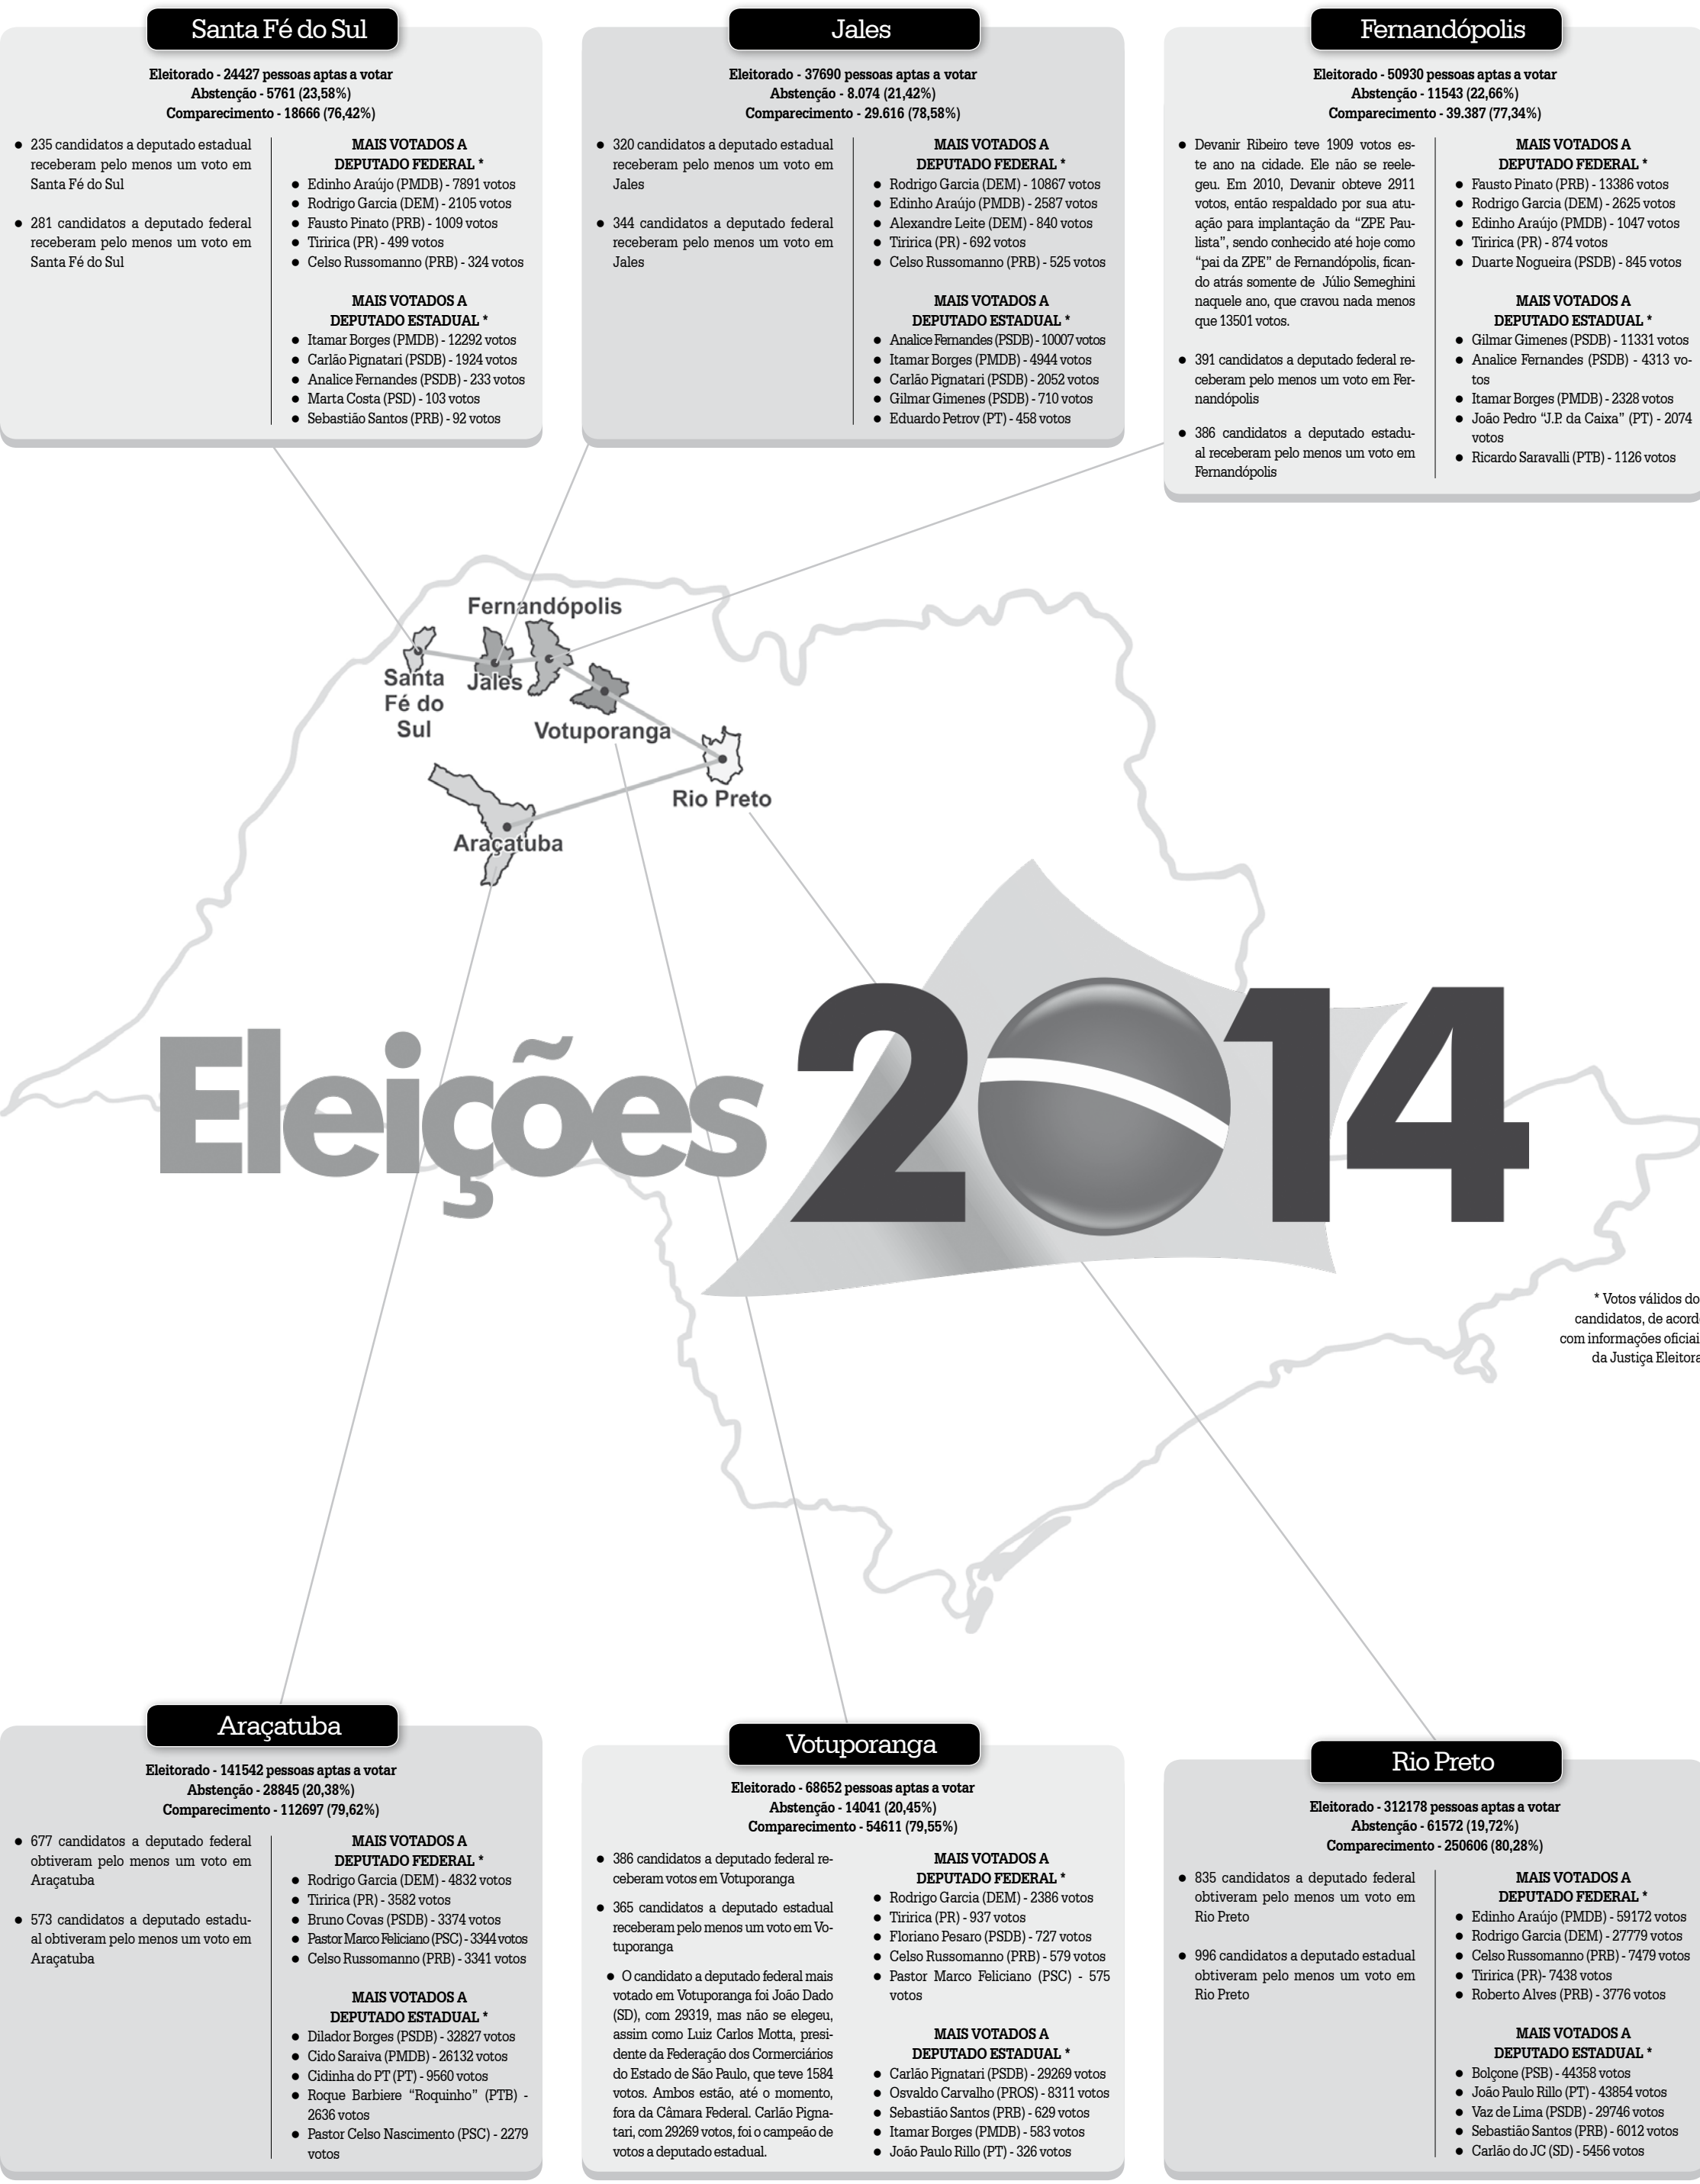 Santa Fé do Sul
Eleitorado - 24427 pessoas aptas a votar
Abstenção - 5761 (23,58%)
Comparecimento - 18666 (76,42%)
● 235 candidatos a deputado estadual
receberam pelo menos um voto em
Santa Fé do Sul
● 281 candidatos a deputado federal
receberam pelo menos um voto em
Santa Fé do Sul
MAIS VOTADOS A
DEPUTADO FEDERAL *
● Edinho Araújo (PMDB) - 7891 votos
● Rodrigo Garcia (DEM) - 2105 votos
● Fausto Pinato (PRB) - 1009 votos
● Tiririca (PR) - 499 votos
● Celso Russomanno (PRB) - 324 votos
MAIS VOTADOS A
DEPUTADO ESTADUAL *
● Itamar Borges (PMDB) - 12292 votos
● Carlão Pignatari (PSDB) - 1924 votos
● Analice Fernandes (PSDB) - 233 votos
● Marta Costa (PSD) - 103 votos
● Sebastião Santos (PRB) - 92 votos
Jales
Eleitorado - 37690 pessoas aptas a votar
Abstenção - 8.074 (21,42%)
Comparecimento - 29.616 (78,58%)
● 320 candidatos a deputado estadual
receberam pelo menos um voto em
Jales
● 344 candidatos a deputado federal
receberam pelo menos um voto em
Jales
MAIS VOTADOS A
DEPUTADO FEDERAL *
● Rodrigo Garcia (DEM) - 10867 votos
● Edinho Araújo (PMDB) - 2587 votos
● Alexandre Leite (DEM) - 840 votos
● Tiririca (PR) - 692 votos
● Celso Russomanno (PRB) - 525 votos
MAIS VOTADOS A
DEPUTADO ESTADUAL *
● Analice Fernandes (PSDB) - 10007 votos
● Itamar Borges (PMDB) - 4944 votos
● Carlão Pignatari (PSDB) - 2052 votos
● Gilmar Gimenes (PSDB) - 710 votos
● Eduardo Petrov (PT) - 458 votos
Fernandópolis
Eleitorado - 50930 pessoas aptas a votar
Abstenção - 11543 (22,66%)
Comparecimento - 39.387 (77,34%)
● Devanir Ribeiro teve 1909 votos es-
te ano na cidade. Ele não se reele-
geu. Em 2010, Devanir obteve 2911
votos, então respaldado por sua atu-
ação para implantação da “ZPE Pau-
lista”, sendo conhecido até hoje como
“pai da ZPE” de Fernandópolis, fican-
do atrás somente de Júlio Semeghini
naquele ano, que cravou nada menos
que 13501 votos.
● 391 candidatos a deputado federal re-
ceberam pelo menos um voto em Fer-
nandópolis
● 386 candidatos a deputado estadu-
al receberam pelo menos um voto em
Fernandópolis
MAIS VOTADOS A
DEPUTADO FEDERAL *
● Fausto Pinato (PRB) - 13386 votos
● Rodrigo Garcia (DEM) - 2625 votos
● Edinho Araújo (PMDB) - 1047 votos
● Tiririca (PR) - 874 votos
● Duarte Nogueira (PSDB) - 845 votos
MAIS VOTADOS A
DEPUTADO ESTADUAL *
● Gilmar Gimenes (PSDB) - 11331 votos
● Analice Fernandes (PSDB) - 4313 vo-
tos
● Itamar Borges (PMDB) - 2328 votos
● João Pedro “J.P. da Caixa” (PT) - 2074
votos
● Ricardo Saravalli (PTB) - 1126 votos
Fernandópolis
Santa
Fé do
Sul
Jales
Votuporanga
Rio Preto
Araçatuba
Eleições 2014
* Votos válidos do
candidatos, de acord
com informações oficiai
da Justiça Eleitora
Araçatuba
Eleitorado - 141542 pessoas aptas a votar
Abstenção - 28845 (20,38%)
Comparecimento - 112697 (79,62%)
● 677 candidatos a deputado federal
obtiveram pelo menos um voto em
Araçatuba
● 573 candidatos a deputado estadu-
al obtiveram pelo menos um voto em
Araçatuba
MAIS VOTADOS A
DEPUTADO FEDERAL *
● Rodrigo Garcia (DEM) - 4832 votos
● Tiririca (PR) - 3582 votos
● Bruno Covas (PSDB) - 3374 votos
● Pastor Marco Feliciano (PSC) - 3344 votos
● Celso Russomanno (PRB) - 3341 votos
MAIS VOTADOS A
DEPUTADO ESTADUAL *
● Dilador Borges (PSDB) - 32827 votos
● Cido Saraiva (PMDB) - 26132 votos
● Cidinha do PT (PT) - 9560 votos
● Roque Barbiere “Roquinho” (PTB) -
2636 votos
● Pastor Celso Nascimento (PSC) - 2279
votos
Votuporanga
Eleitorado - 68652 pessoas aptas a votar
Abstenção - 14041 (20,45%)
Comparecimento - 54611 (79,55%)
● 386 candidatos a deputado federal re-
ceberam votos em Votuporanga
● 365 candidatos a deputado estadual
receberam pelo menos um voto em Vo-
tuporanga
● O candidato a deputado federal mais
votado em Votuporanga foi João Dado
(SD), com 29319, mas não se elegeu,
assim como Luiz Carlos Motta, presi-
dente da Federação dos Cormerciários
do Estado de São Paulo, que teve 1584
votos. Ambos estão, até o momento,
fora da Câmara Federal. Carlão Pigna-
tari, com 29269 votos, foi o campeão de
votos a deputado estadual.
MAIS VOTADOS A
DEPUTADO FEDERAL *
● Rodrigo Garcia (DEM) - 2386 votos
● Tiririca (PR) - 937 votos
● Floriano Pesaro (PSDB) - 727 votos
● Celso Russomanno (PRB) - 579 votos
● Pastor Marco Feliciano (PSC) - 575
votos
MAIS VOTADOS A
DEPUTADO ESTADUAL *
● Carlão Pignatari (PSDB) - 29269 votos
● Osvaldo Carvalho (PROS) - 8311 votos
● Sebastião Santos (PRB) - 629 votos
● Itamar Borges (PMDB) - 583 votos
● João Paulo Rillo (PT) - 326 votos
Rio Preto
Eleitorado - 312178 pessoas aptas a votar
Abstenção - 61572 (19,72%)
Comparecimento - 250606 (80,28%)
● 835 candidatos a deputado federal
obtiveram pelo menos um voto em
Rio Preto
● 996 candidatos a deputado estadual
obtiveram pelo menos um voto em
Rio Preto
MAIS VOTADOS A
DEPUTADO FEDERAL *
● Edinho Araújo (PMDB) - 59172 votos
● Rodrigo Garcia (DEM) - 27779 votos
● Celso Russomanno (PRB) - 7479 votos
● Tiririca (PR)- 7438 votos
● Roberto Alves (PRB) - 3776 votos
MAIS VOTADOS A
DEPUTADO ESTADUAL *
● Bolçone (PSB) - 44358 votos
● João Paulo Rillo (PT) - 43854 votos
● Vaz de Lima (PSDB) - 29746 votos
● Sebastião Santos (PRB) - 6012 votos
● Carlão do JC (SD) - 5456 votos